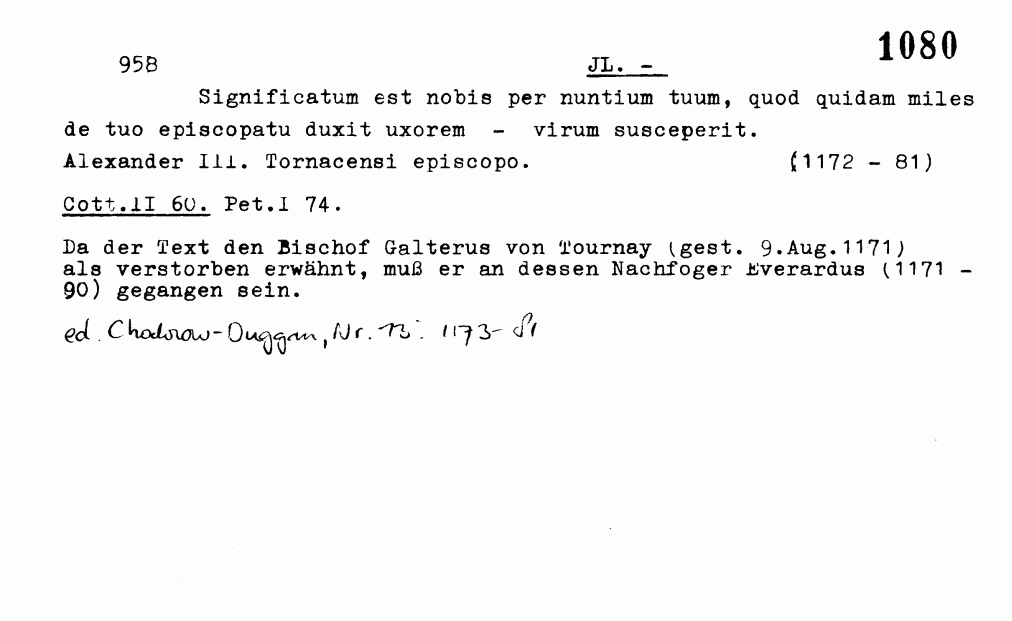 1080
958 JL. -
Significatum est nobis per nuntium tuum, quod quidam miles
de tuo episcopatu duxit uxorem - virum susceperit.
Alexander III. Tornacensi episcopo. (1172 - 81)
Cott.II 60. Pet.I 74.
Da der Text den Bischof Galterus von Tournay (gest. 9.Aug.1171)
als verstorben erwähnt, muß er an dessen Nachfoger Everardus (1171 -
90) gegangen sein.
ed. Chodorow-Duggan, Nr. : 1173-81